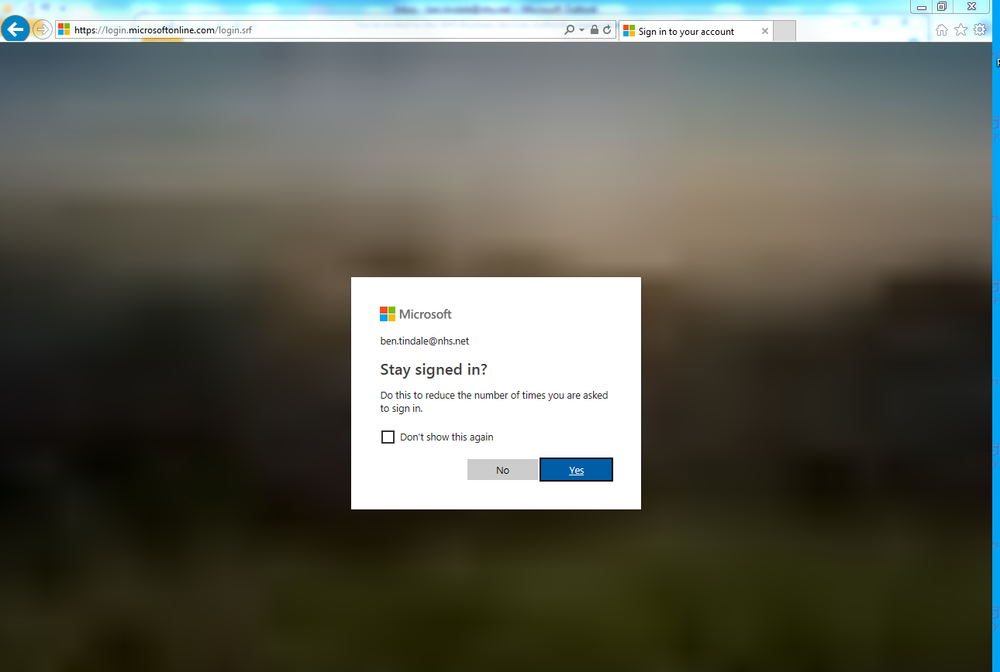 https://login.microsoftonline.com/login.srf
Sign in to your account
Microsoft
ben.tindale@nhs.net
Stay signed in?
Do this to reduce the number of times you are asked
to sign in.
Don't show this again
No
Yes